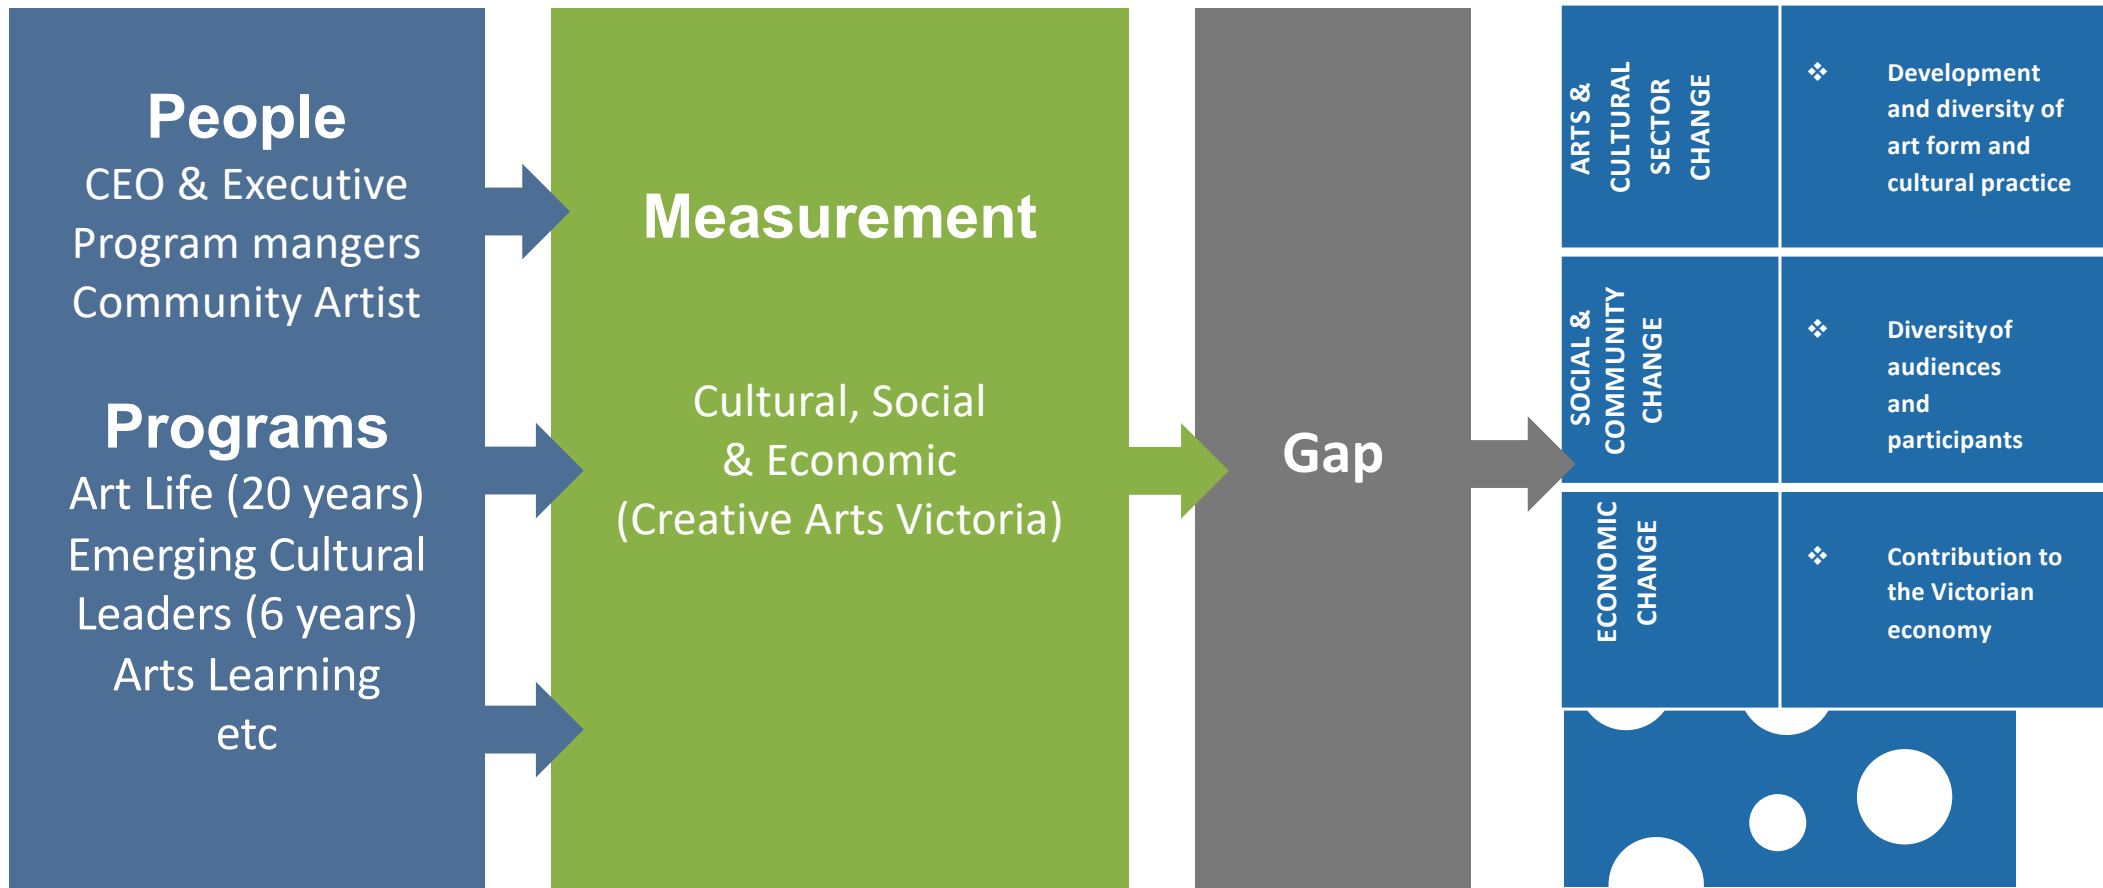 People
CEO & Executive
Program mangers
Community Artist
Programs
Art Life (20 years)
Emerging Cultural
Leaders (6 years)
Arts Learning
etc
Measurement
Cultural, Social
& Economic
(Creative Arts Victoria)
Gap
ARTS &
CULTURAL
SECTOR
CHANGE
❖ Development
and diversity of
art form and
cultural practice
SOCIAL &
COMMUNITY
CHANGE
❖ Diversity of
audiences
and
participants
ECONOMIC
CHANGE
❖ Contribution to
the Victorian
economy